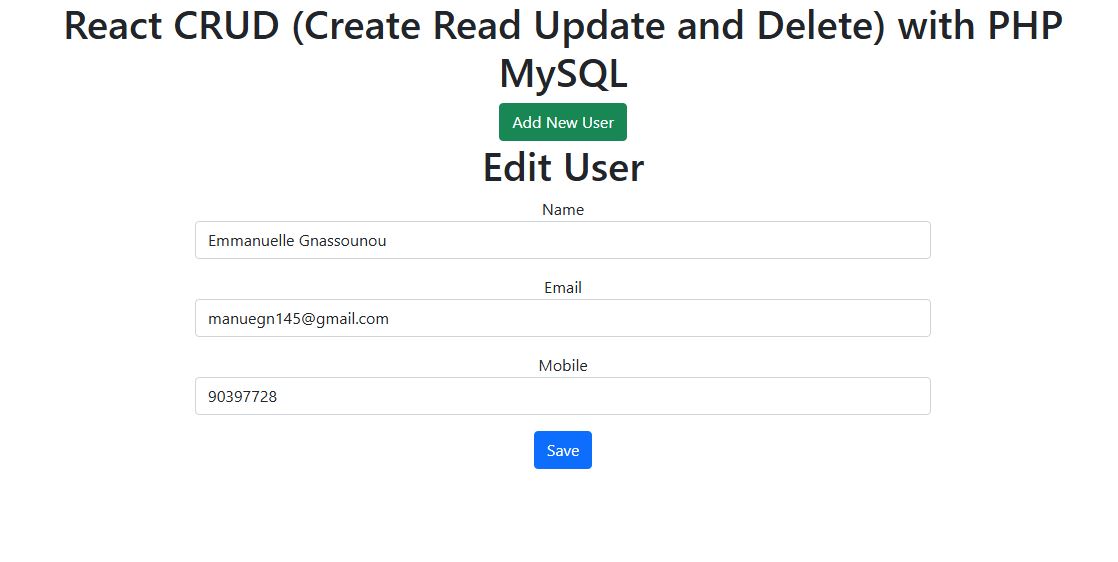 React CRUD (Create Read Update and Delete) with PHP
MySQL
Add New User
Edit User
Name
Emmanuelle Gnassounou
Email
manuegn145@gmail.com
Mobile
90397728
Save